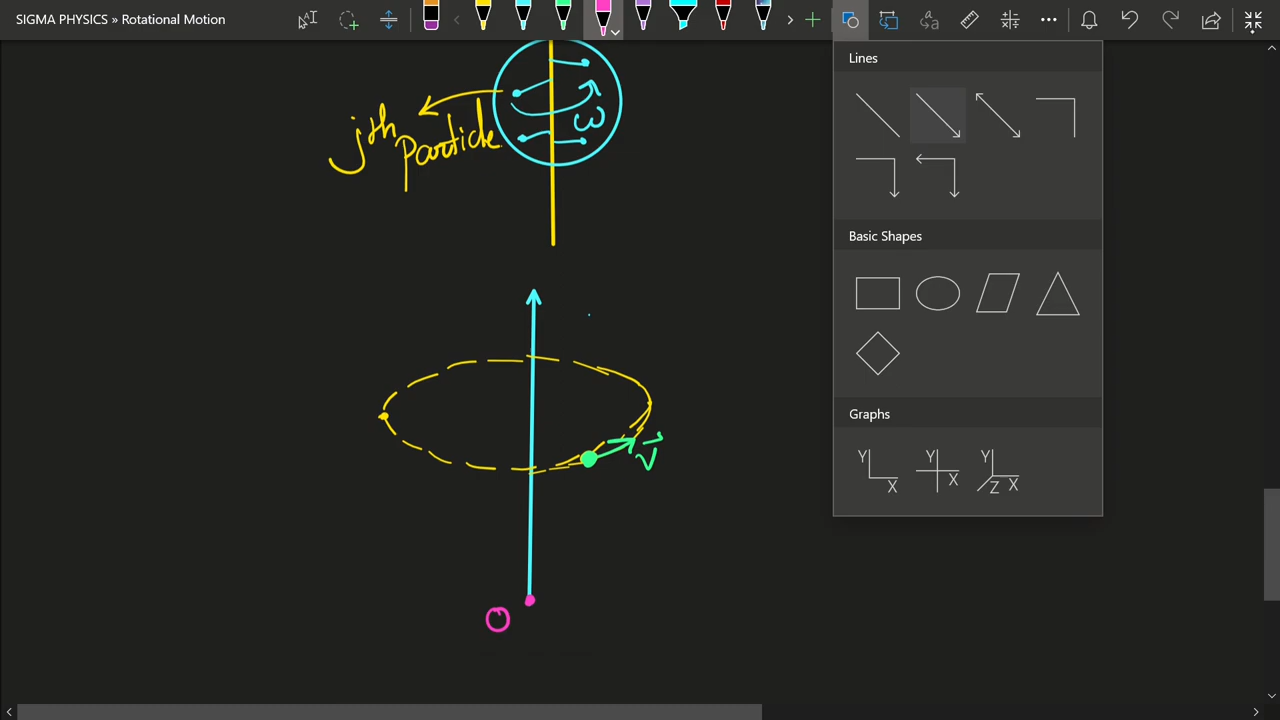 SIGMA PHYSICS » Rotational Motion
Lines
ω
jth
Particle
Basic Shapes
v⃗
Graphs
Y X Y X Y Z X
O